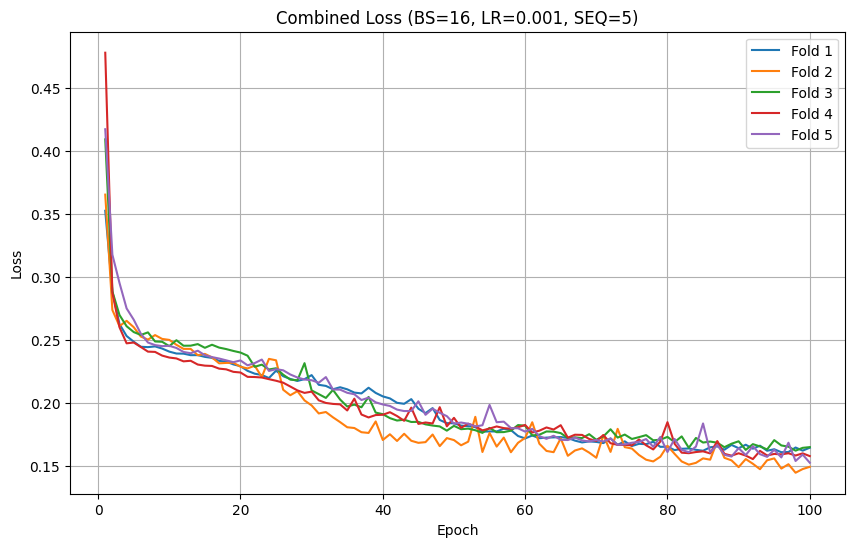 Combined Loss (BS=16, LR=0.001, SEQ=5)
Fold 1
Fold 2
Fold 3
Fold 4
Fold 5
Loss
0.45
0.40
0.35
0.30
0.25
0.20
0.15
0 20 40 60 80 100
Epoch